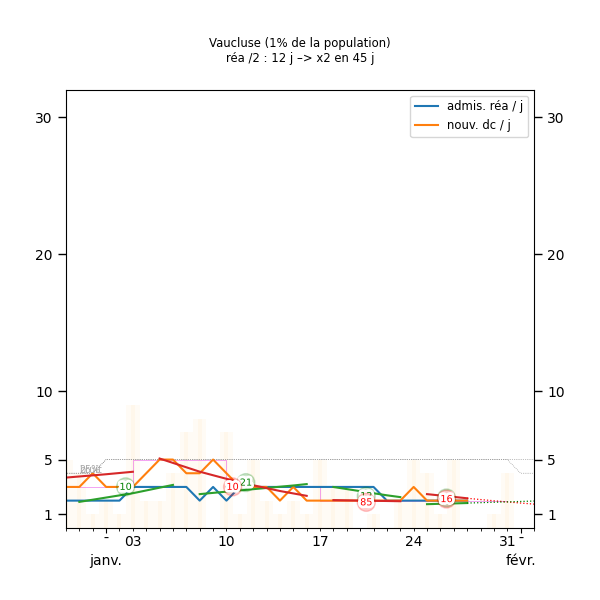 Vaucluse (1% de la population)
réa /2 : 12 j –> x2 en 45 j
admis. réa / j
nouv. dc / j
30 30
20 20
10 10
5 5
1 1
10
10
21
85
16
03 10 17 24 31
janv. févr.